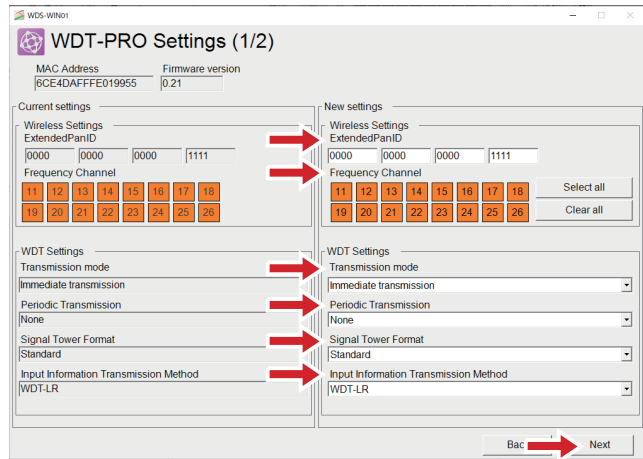 WDS-WIN01
WDT-PRO Settings (1/2)
MAC Address Firmware version
6CE4DAFFFE019955 0.21
Current settings
Wireless Settings
ExtendedPanID
0000 0000 0000 1111
Frequency Channel
11 12 13 14 15 16 17 18
19 20 21 22 23 24 25 26
WDT Settings
Transmission mode
Immediate transmission
Periodic Transmission
None
Signal Tower Format
Standard
Input Information Transmission Method
WDT-LR
New settings
Wireless Settings
ExtendedPanID
0000 0000 0000 1111
Frequency Channel
11 12 13 14 15 16 17 18 Select all
19 20 21 22 23 24 25 26 Clear all
WDT Settings
Transmission mode
Immediate transmission
Periodic Transmission
None
Signal Tower Format
Standard
Input Information Transmission Method
WDT-LR
Bac Next